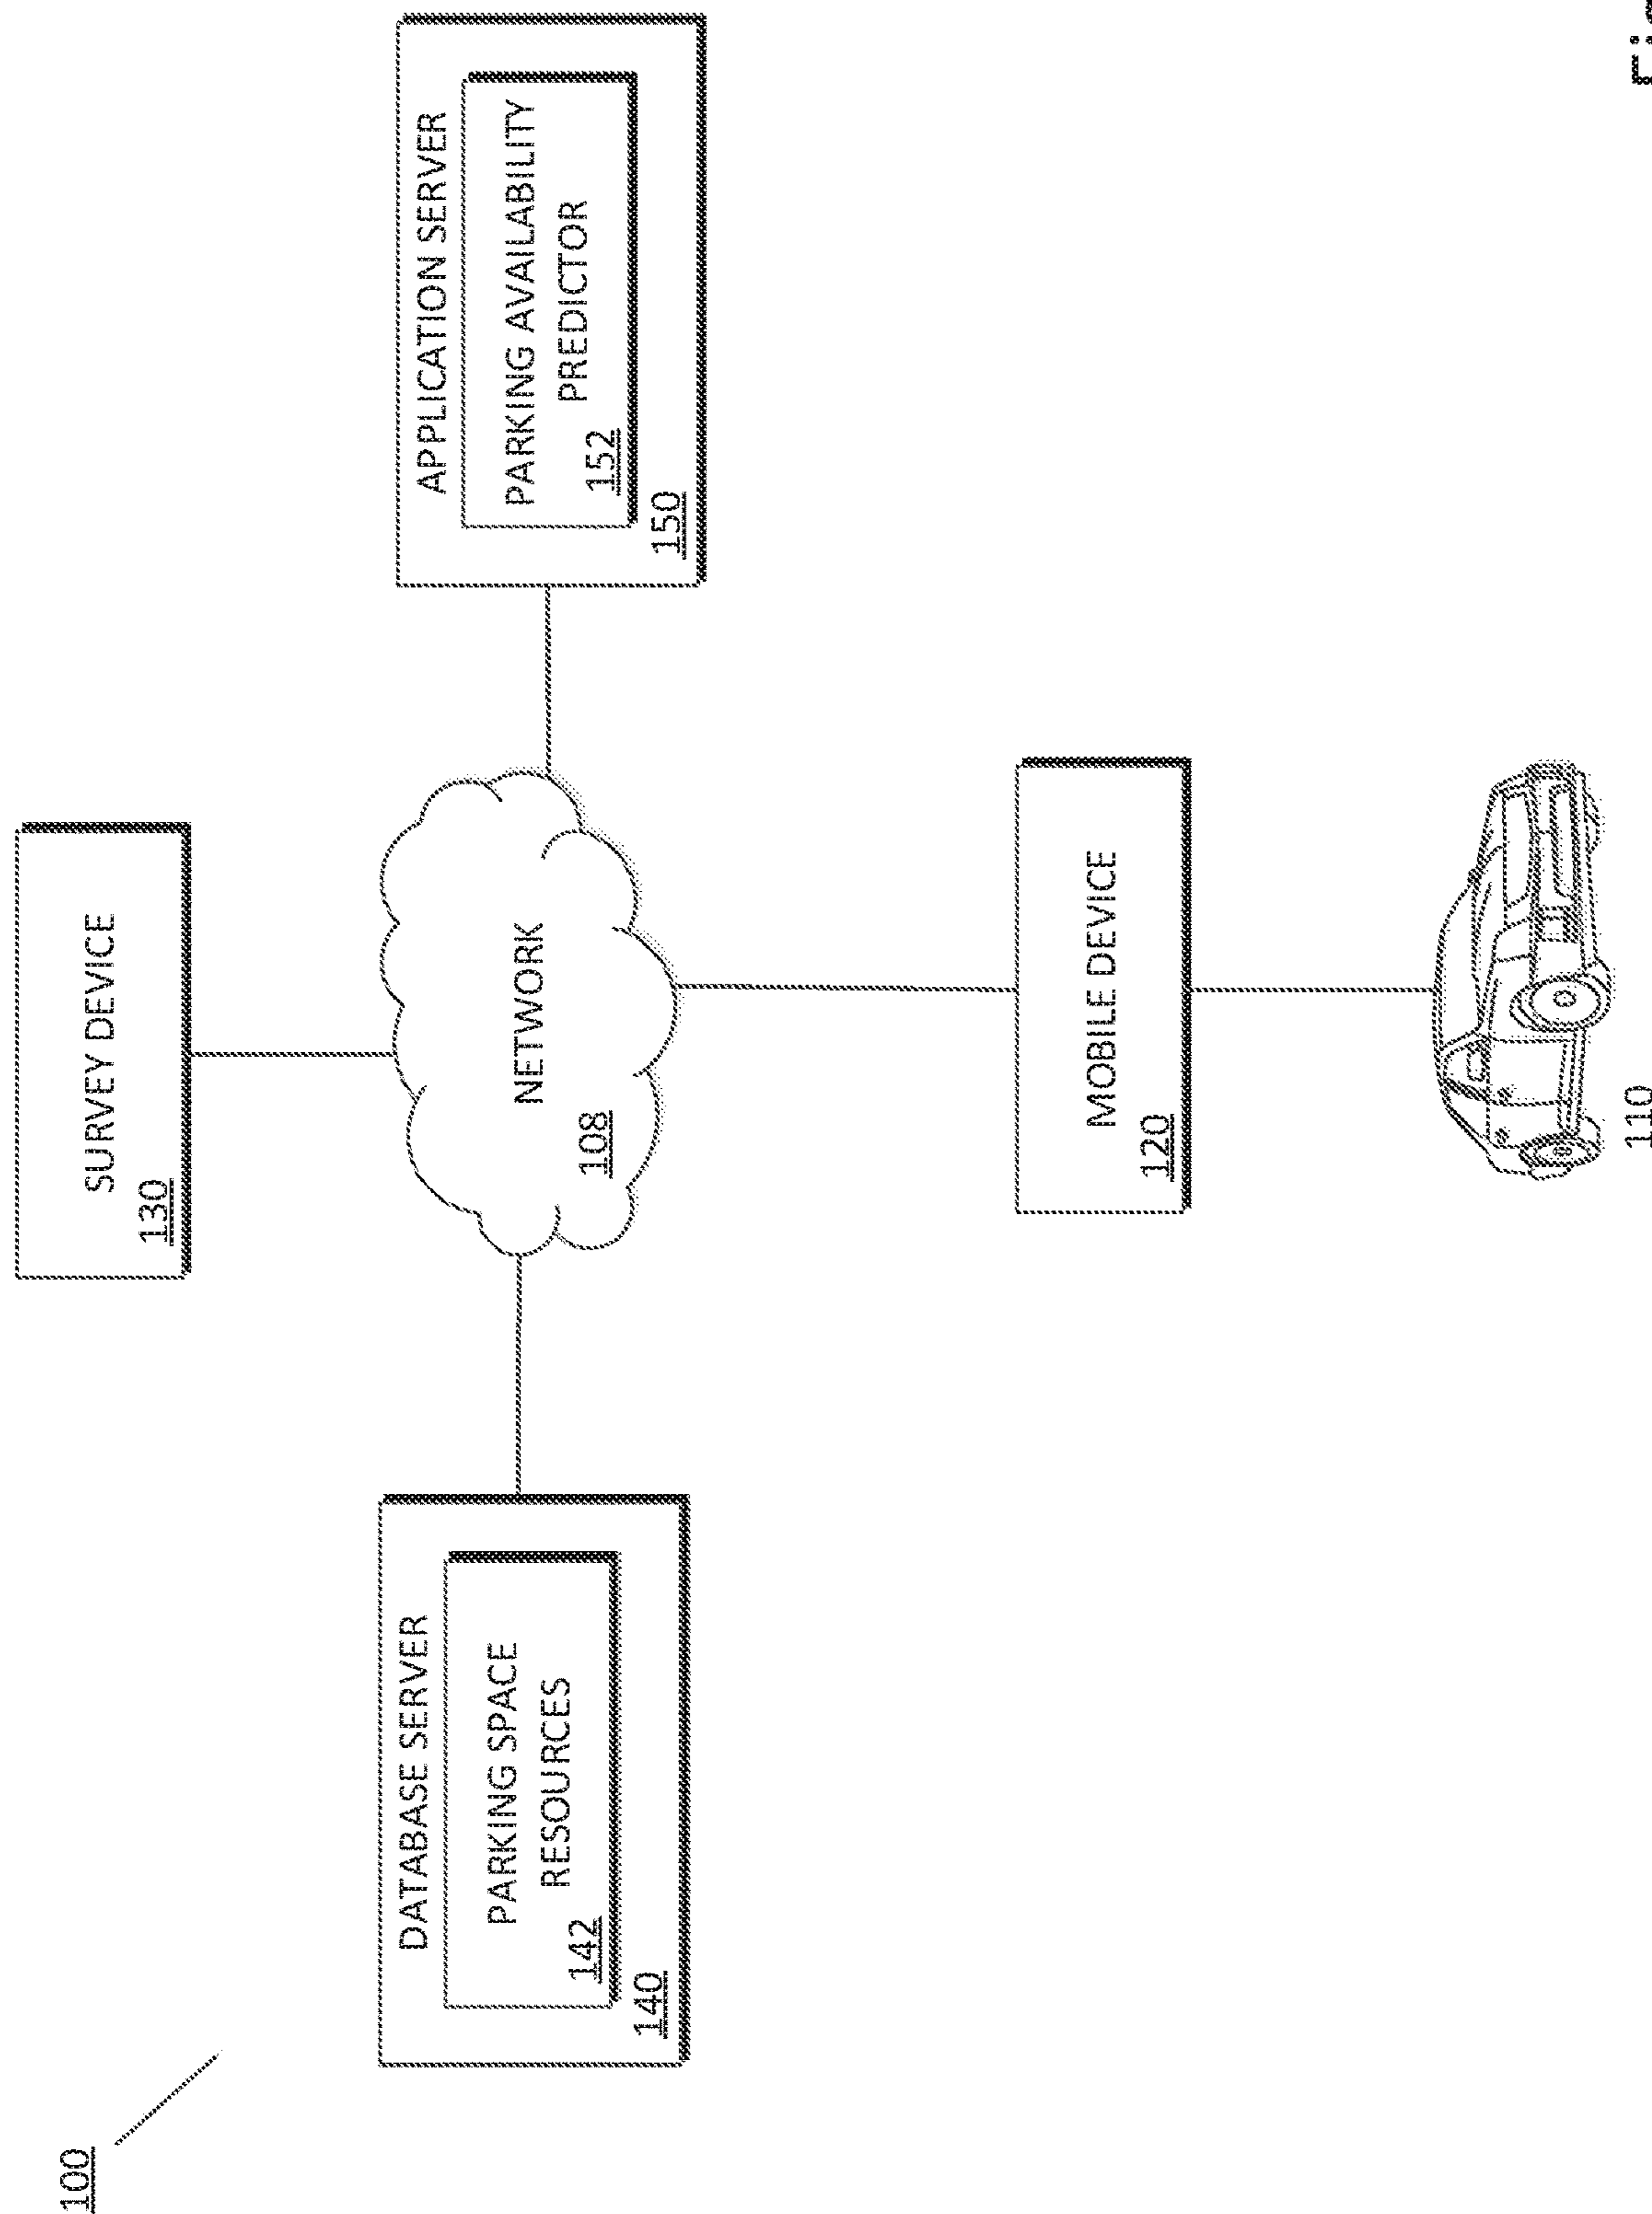 100
SURVEY DEVICE
130
DATABASE SERVER
PARKING SPACE
RESOURCES
142
140
NETWORK
108
APPLICATION SERVER
PARKING AVAILABILITY
PREDICTOR
152
150
MOBILE DEVICE
120
110